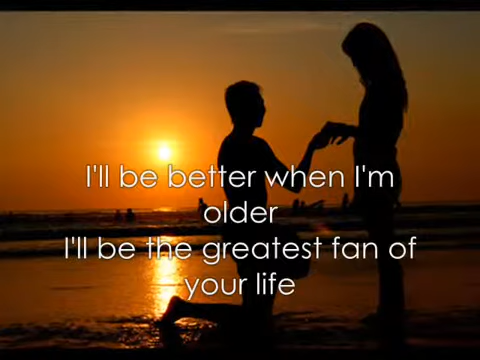 I'll be better when I'm
older
I'll be the greatest fan of
your life